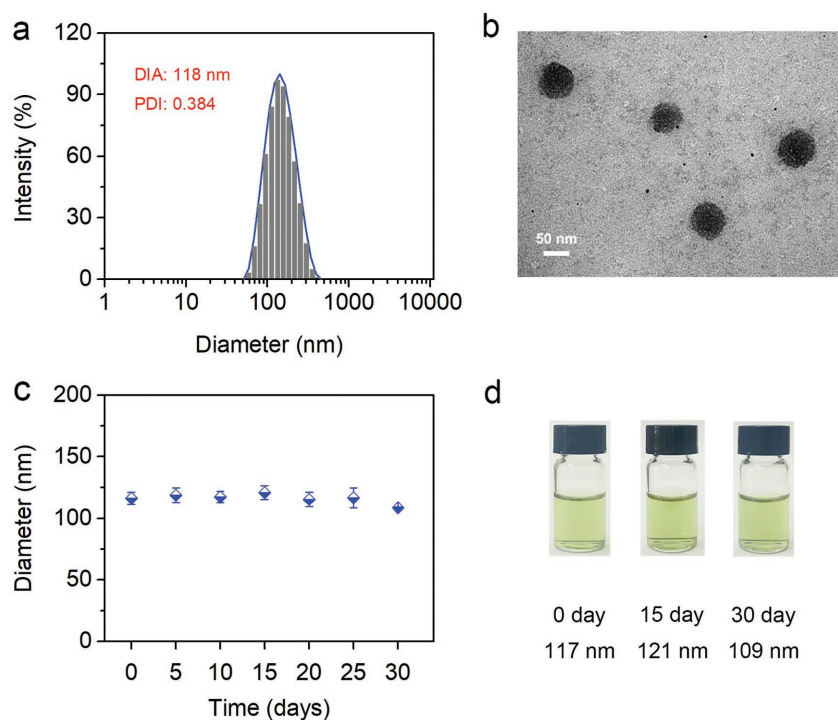 a
120
90
60
30
0
Intensity (%)
DIA: 118 nm
PDI: 0.384
1 10 100 1000 10000
Diameter (nm)
b
50 nm
c
200
150
100
50
0
Diameter (nm)
0 5 10 15 20 25 30
Time (days)
d
0 day 15 day 30 day
117 nm 121 nm 109 nm